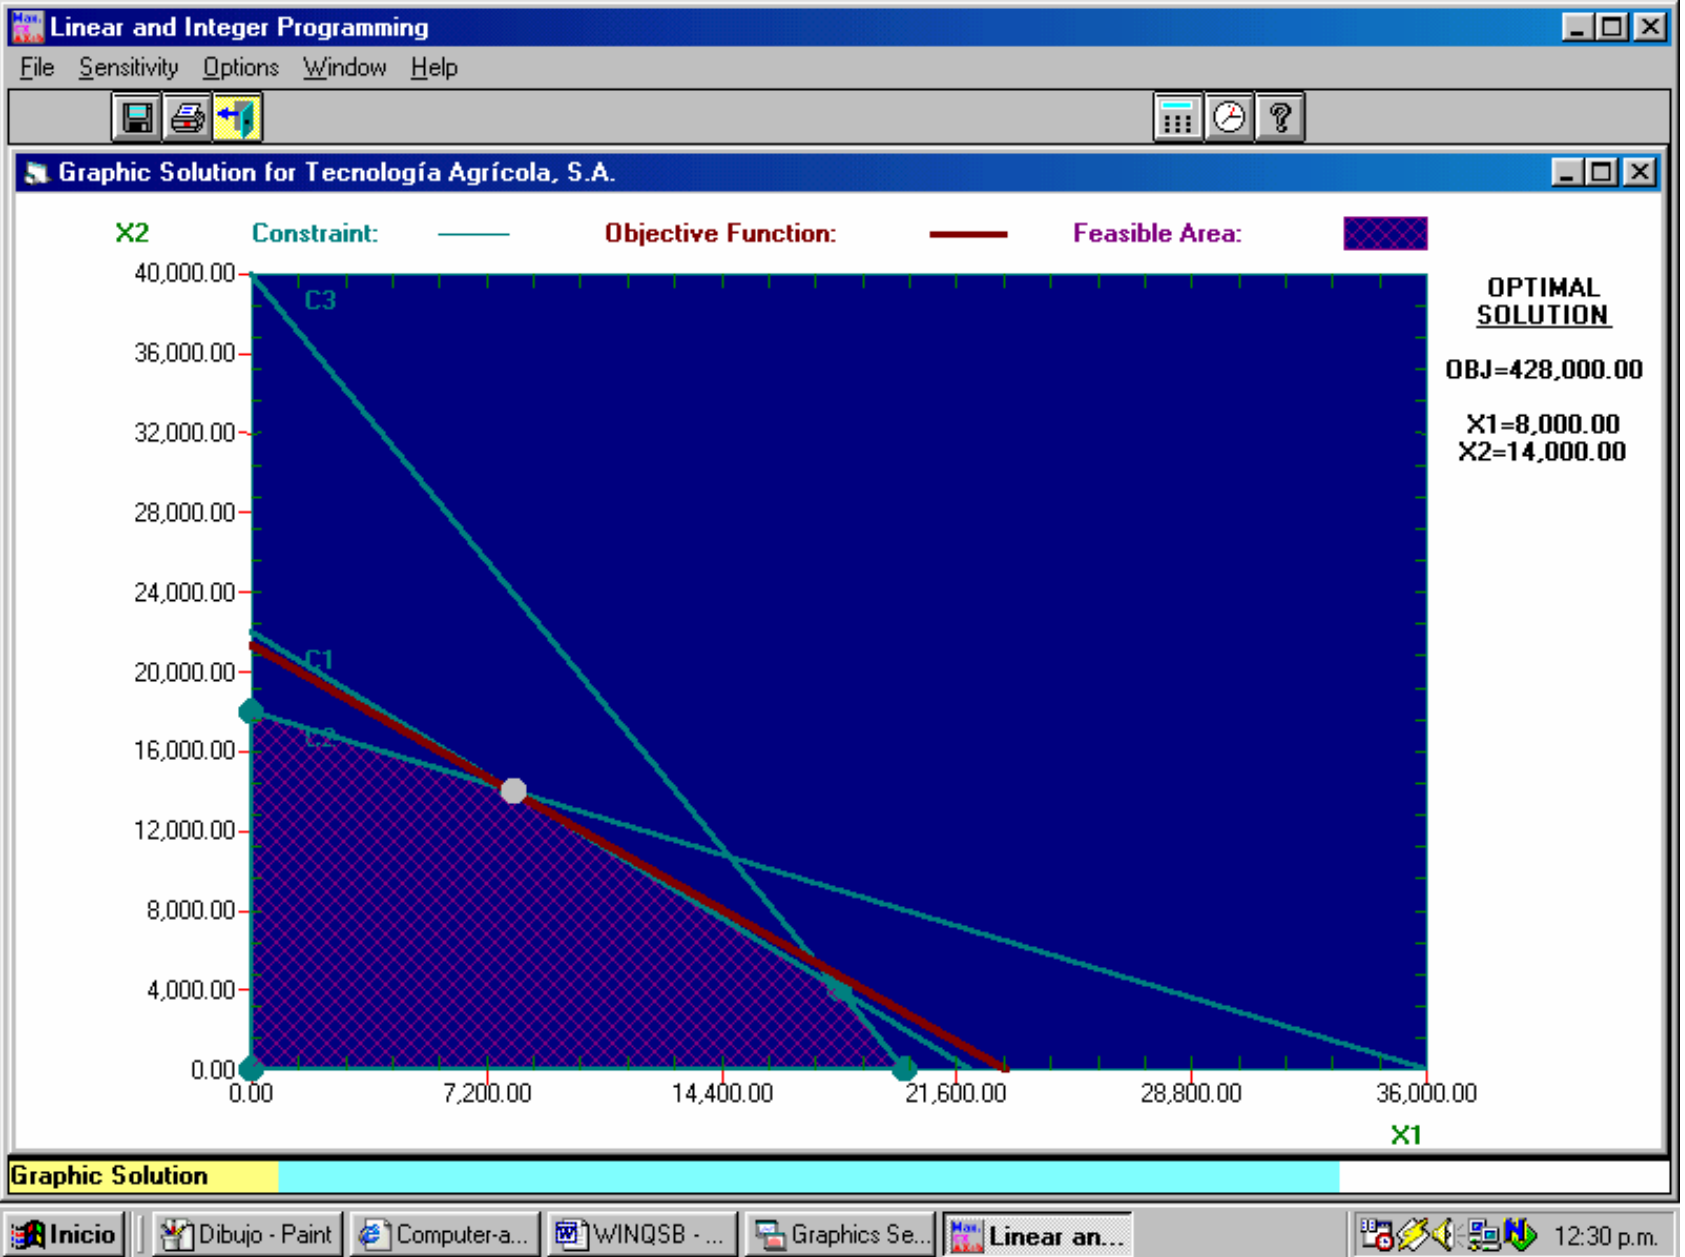 Linear and Integer Programming
File Sensitivity Options Window Help
Graphic Solution for Tecnología Agrícola, S.A.
X2 Constraint: Objective Function: Feasible Area:
40,000.00
C3
OPTIMAL
SOLUTION
36,000.00
OBJ=428,000.00
32,000.00
X1=8,000.00
X2=14,000.00
28,000.00
24,000.00
C1
20,000.00
C2
16,000.00
12,000.00
8,000.00
4,000.00
0.00
0.00 7,200.00 14,400.00 21,600.00 28,800.00 36,000.00
X1
Graphic Solution
Inicio Dibujo - Paint Computer-a... WINQSB - ... Graphics Se... Linear an... 12:30 p.m.